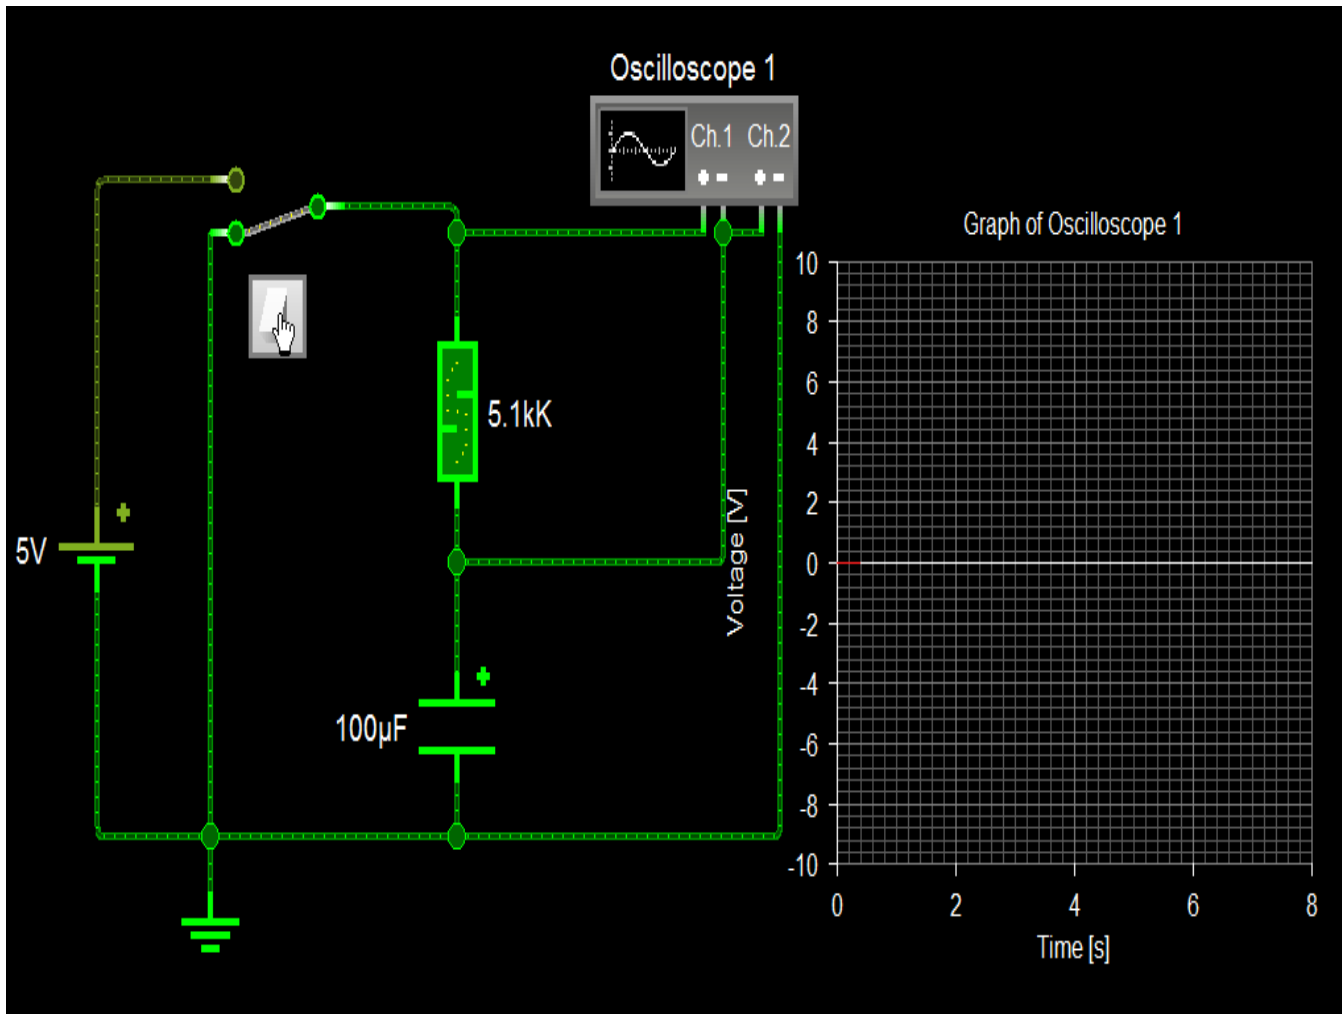 Oscilloscope 1
Ch.1 Ch.2
Graph of Oscilloscope 1
5V
5.1kK
100µF
Voltage [V]
10
8
6
4
2
0
-2
-4
-6
-8
-10
0 2 4 6 8
Time [s]